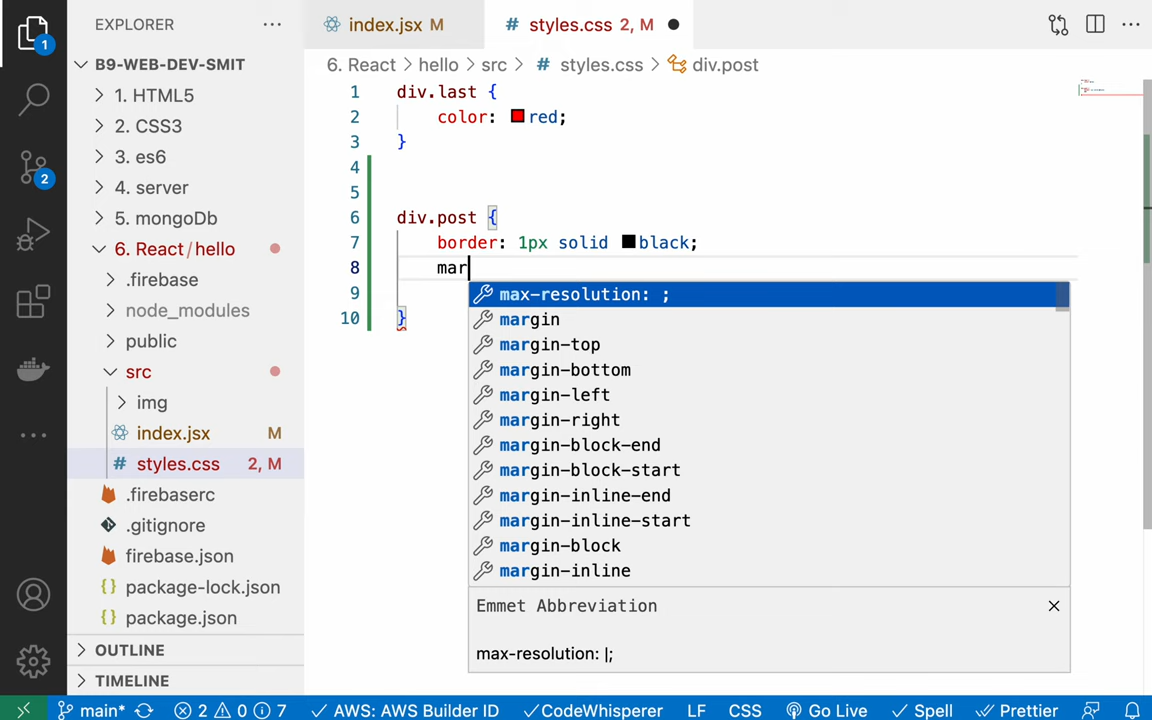 EXPLORER
index.jsx M
styles.css 2, M
1
B9-WEB-DEV-SMIT
6. React > hello > src > # styles.css > div.post
1. HTML5
2. CSS3
3. es6
4. server
5. mongoDb
6. React/hello
.firebase
node_modules
public
src
img
index.jsx M
# styles.css 2, M
.firebaserc
.gitignore
firebase.json
{} package-lock.json
{} package.json
OUTLINE
TIMELINE
2
1 div.last {
2 color: red;
3 }
4
5
6 div.post {
7 border: 1px solid black;
8 mar
9
10 }
max-resolution: ;
margin
margin-top
margin-bottom
margin-left
margin-right
margin-block-end
margin-block-start
margin-inline-end
margin-inline-start
margin-block
margin-inline
Emmet Abbreviation
max-resolution: |;
main* 2 0 7 AWS: AWS Builder ID CodeWhisperer LF CSS Go Live Spell Prettier